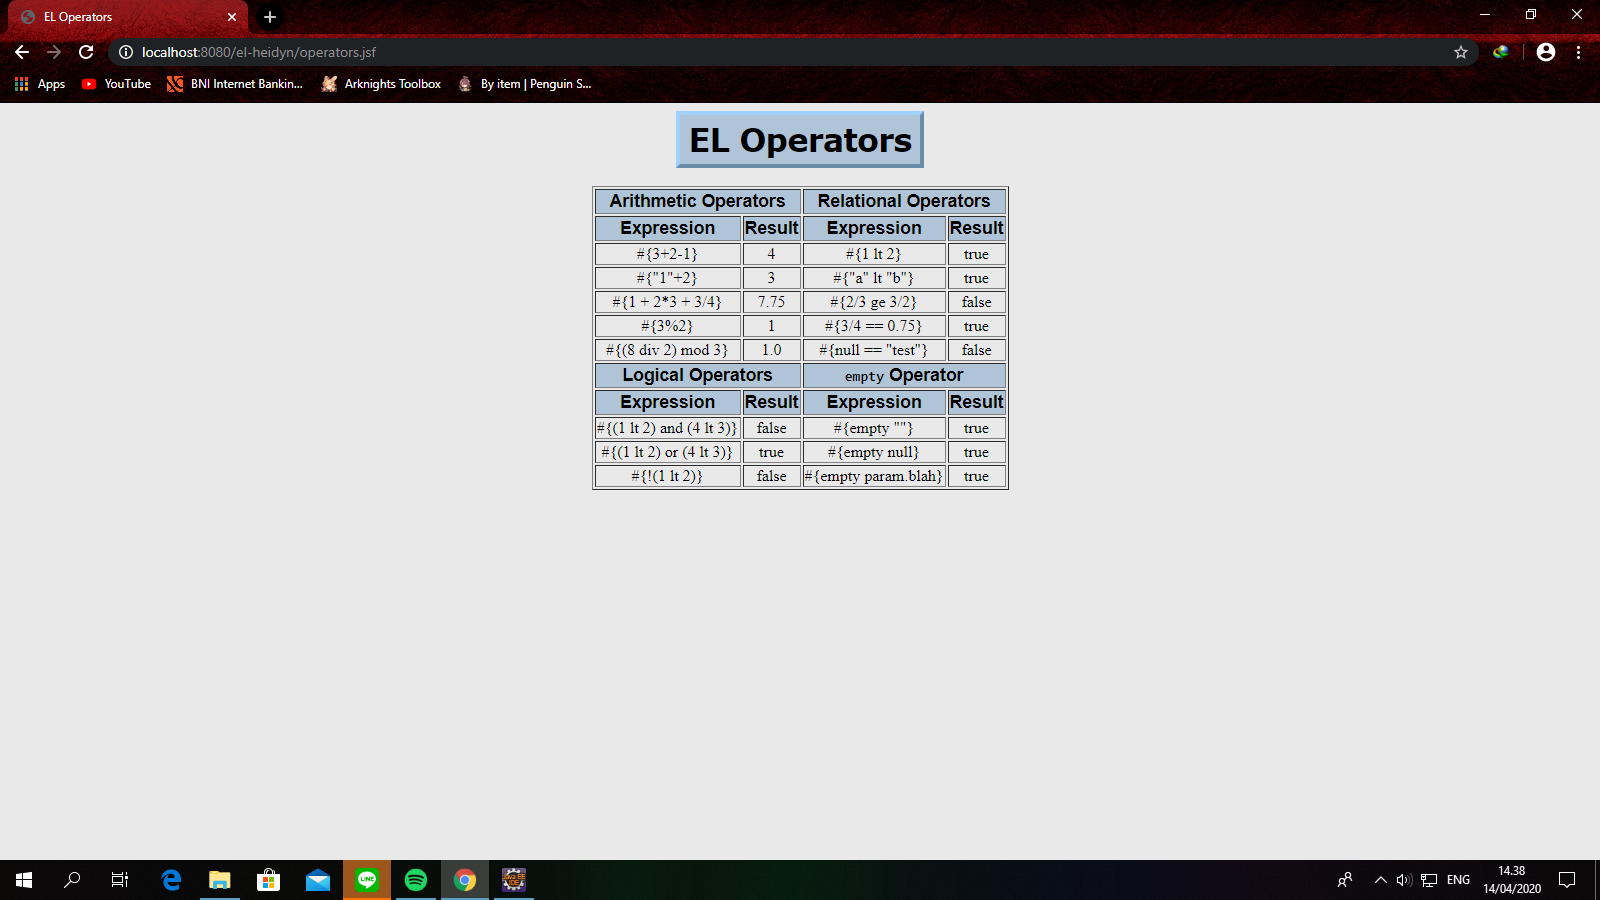 EL Operators
localhost:8080/el-heidyn/operators.jsf
Apps YouTube BNI Internet Bankin... Arknights Toolbox By item | Penguin S...
EL Operators
Arithmetic Operators Relational Operators
Expression Result Expression Result
#{3+2-1} 4 #{1 lt 2} true
#{"1"+2} 3 #{"a" lt "b"} true
#{1 + 2*3 + 3/4} 7.75 #{2/3 ge 3/2} false
#{3%2} 1 #{3/4 == 0.75} true
#{(8 div 2) mod 3} 1.0 #{null == "test"} false
Logical Operators empty Operator
Expression Result Expression Result
#{(1 lt 2) and (4 lt 3)} false #{empty ""} true
#{(1 lt 2) or (4 lt 3)} true #{empty null} true
#{!(1 lt 2)} false #{empty param.blah} true
LINE Java EE IDE ENG 14.38
14/04/2020